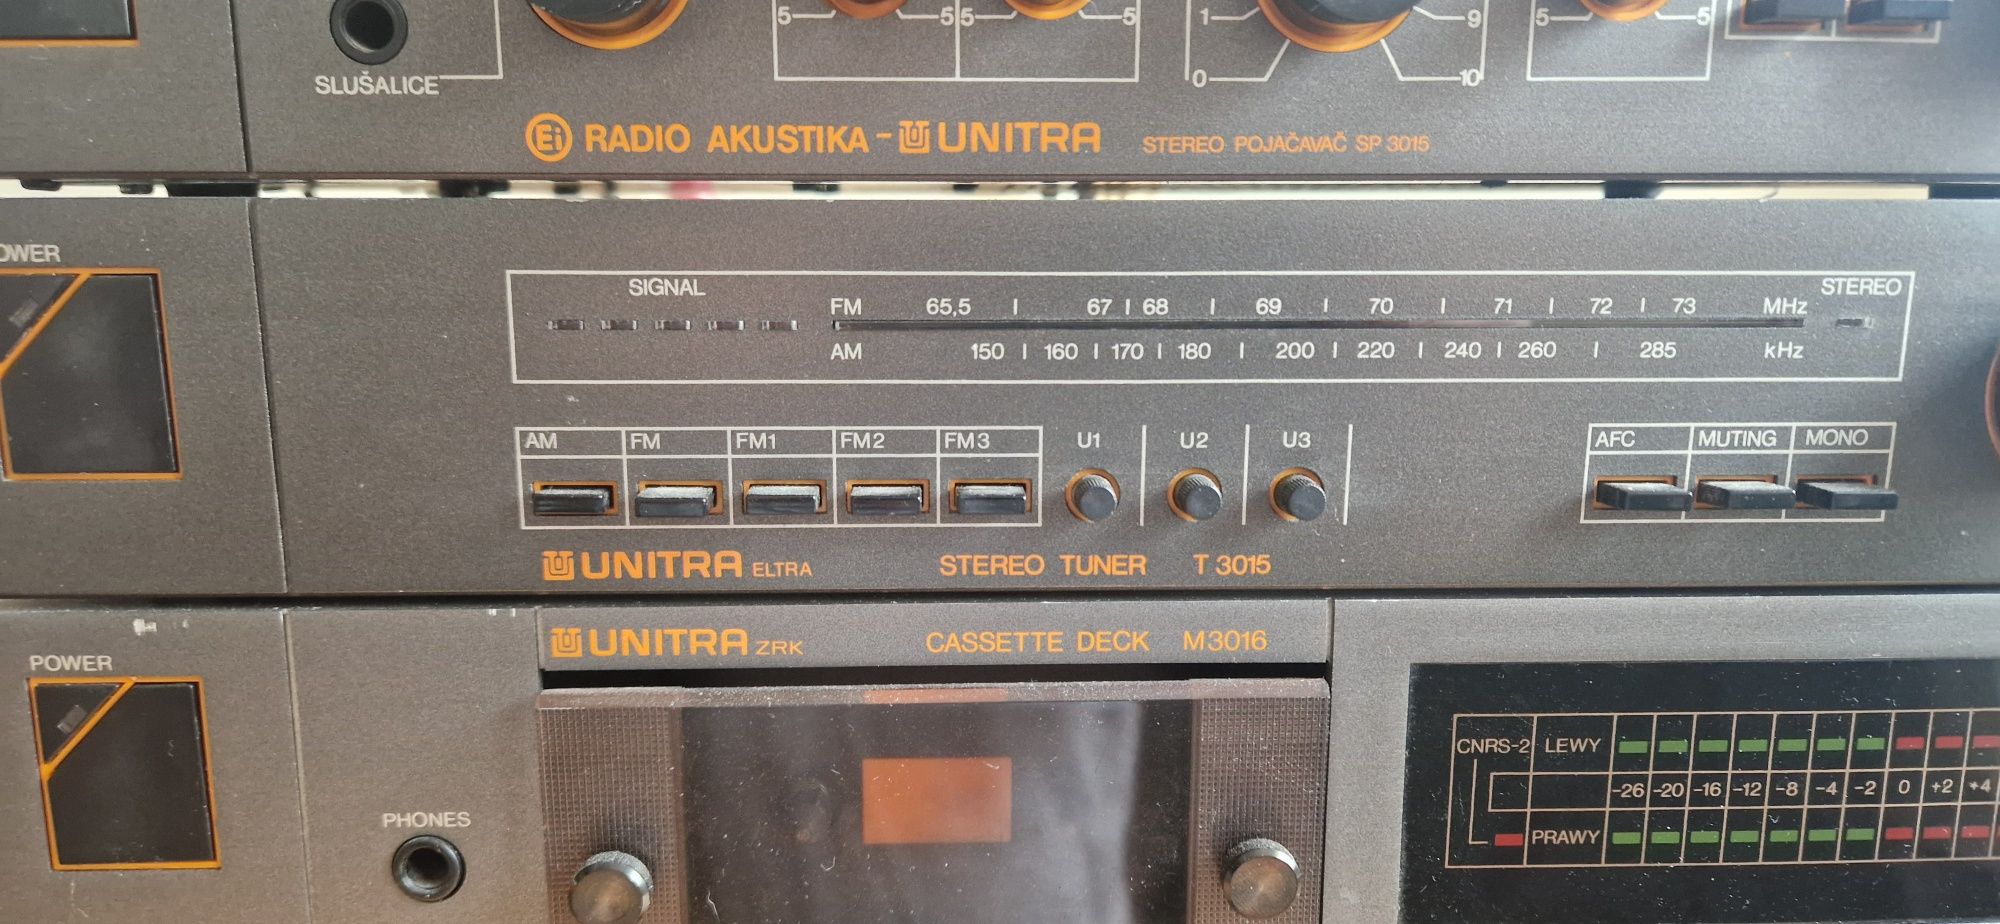 5 5 5 5 1 9 5 5
0 10
SLUŠALICE
Ei RADIO AKUSTIKA - UNITRA STEREO POJAČAVAČ SP 3015
OWER
SIGNAL STEREO
FM 65,5 67 68 69 70 71 72 73 MHz
AM 150 160 170 180 200 220 240 260 285 kHz
AM FM FM1 FM2 FM3 U1 U2 U3 AFC MUTING MONO
UNITRA ELTRA STEREO TUNER T 3015
UNITRA ZRK CASSETTE DECK M3016
POWER
CNRS-2 LEWY
-26 -20 -16 -12 -8 -4 -2 0 +2 +4
PRAWY
PHONES